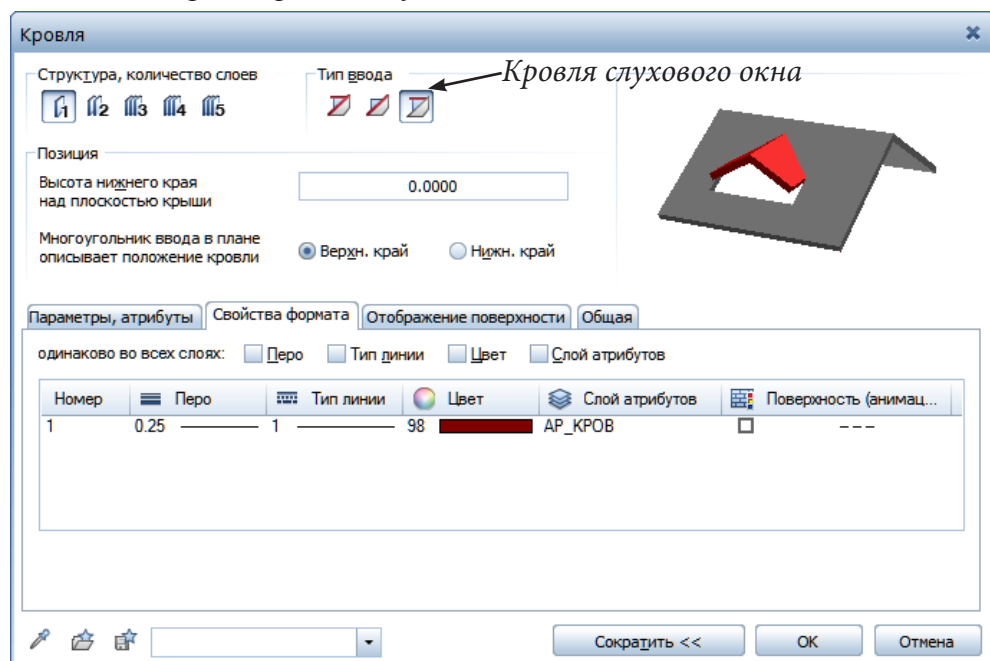 Кровля
Структура, количество слоев
Тип ввода
Кровля слухового окна
1 2 3 4 5
Позиция
Высота нижнего края
над плоскостью крыши
0.0000
Многоугольник ввода в плане
описывает положение кровли
Верхн. край
Нижн. край
Параметры, атрибуты
Свойства формата
Отображение поверхности
Общая
одинаково во всех слоях:
Перо
Тип линии
Цвет
Слой атрибутов
Номер Перо Тип линии Цвет Слой атрибутов Поверхность (анимац...
1 0.25 1 98 АР_КРОВ ---
Сократить <<
ОК
Отмена